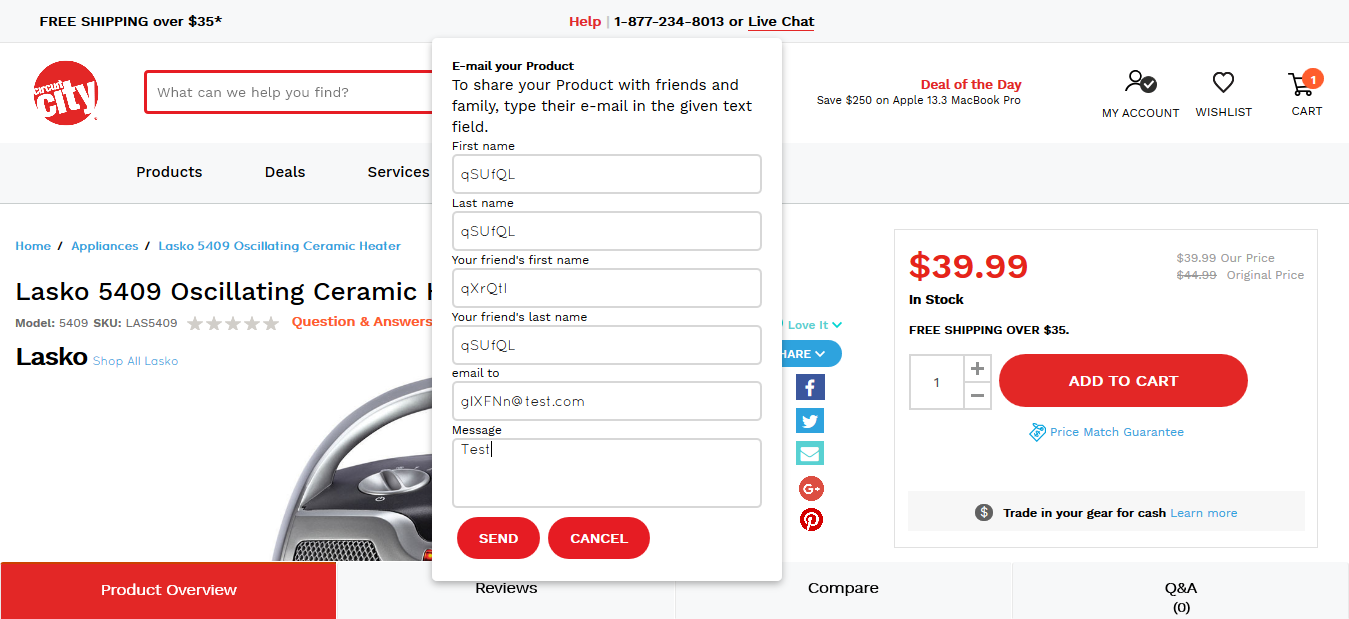 FREE SHIPPING over $35*
Help | 1-877-234-8013 or Live Chat
circuit
city
What can we help you find?
Deal of the Day
Save $250 on Apple 13.3 MacBook Pro
MY ACCOUNT
WISHLIST
1
CART
Products
Deals
Services
Home / Appliances / Lasko 5409 Oscillating Ceramic Heater
Lasko 5409 Oscillating Ceramic
Model: 5409 SKU: LAS5409
Question & Answers
Lasko Shop All Lasko
E-mail your Product
To share your Product with friends and
family, type their e-mail in the given text
field.
First name
qSUfQL
Last name
qSUfQL
Your friend's first name
qXrQtI
Your friend's last name
qSUfQL
email to
gIXFNn@test.com
Message
Test
SEND
CANCEL
Love It
HARE
G+
$39.99
$39.99 Our Price
$44.99 Original Price
In Stock
FREE SHIPPING OVER $35.
1
+
−
ADD TO CART
Price Match Guarantee
$ Trade in your gear for cash Learn more
Product Overview
Reviews
Compare
Q&A
(0)